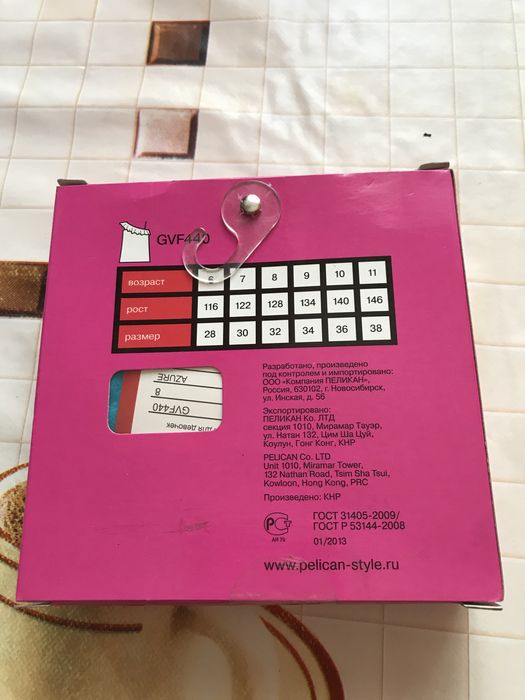 GVF440
возраст 6 7 8 9 10 11
рост 116 122 128 134 140 146
размер 28 30 32 34 36 38
AZURE
8
GVF440
для девочек
Разработано, произведено
под контролем и импортировано:
ООО «Компания ПЕЛИКАН»,
Россия, 630102, г. Новосибирск,
ул. Инская, д. 56
Экспортировано:
ПЕЛИКАН Ко. ЛТД
секция 1010, Мирамар Тауэр,
ул. Натан 132, Цим Ша Цуй,
Коулун, Гонг Конг, КНР
PELICAN Co. LTD
Unit 1010, Miramar Tower,
132 Nathan Road, Tsim Sha Tsui,
Kowloon, Hong Kong, PRC
Произведено: КНР
ГОСТ 31405-2009/
ГОСТ Р 53144-2008
АИ 79
01/2013
www.pelican-style.ru